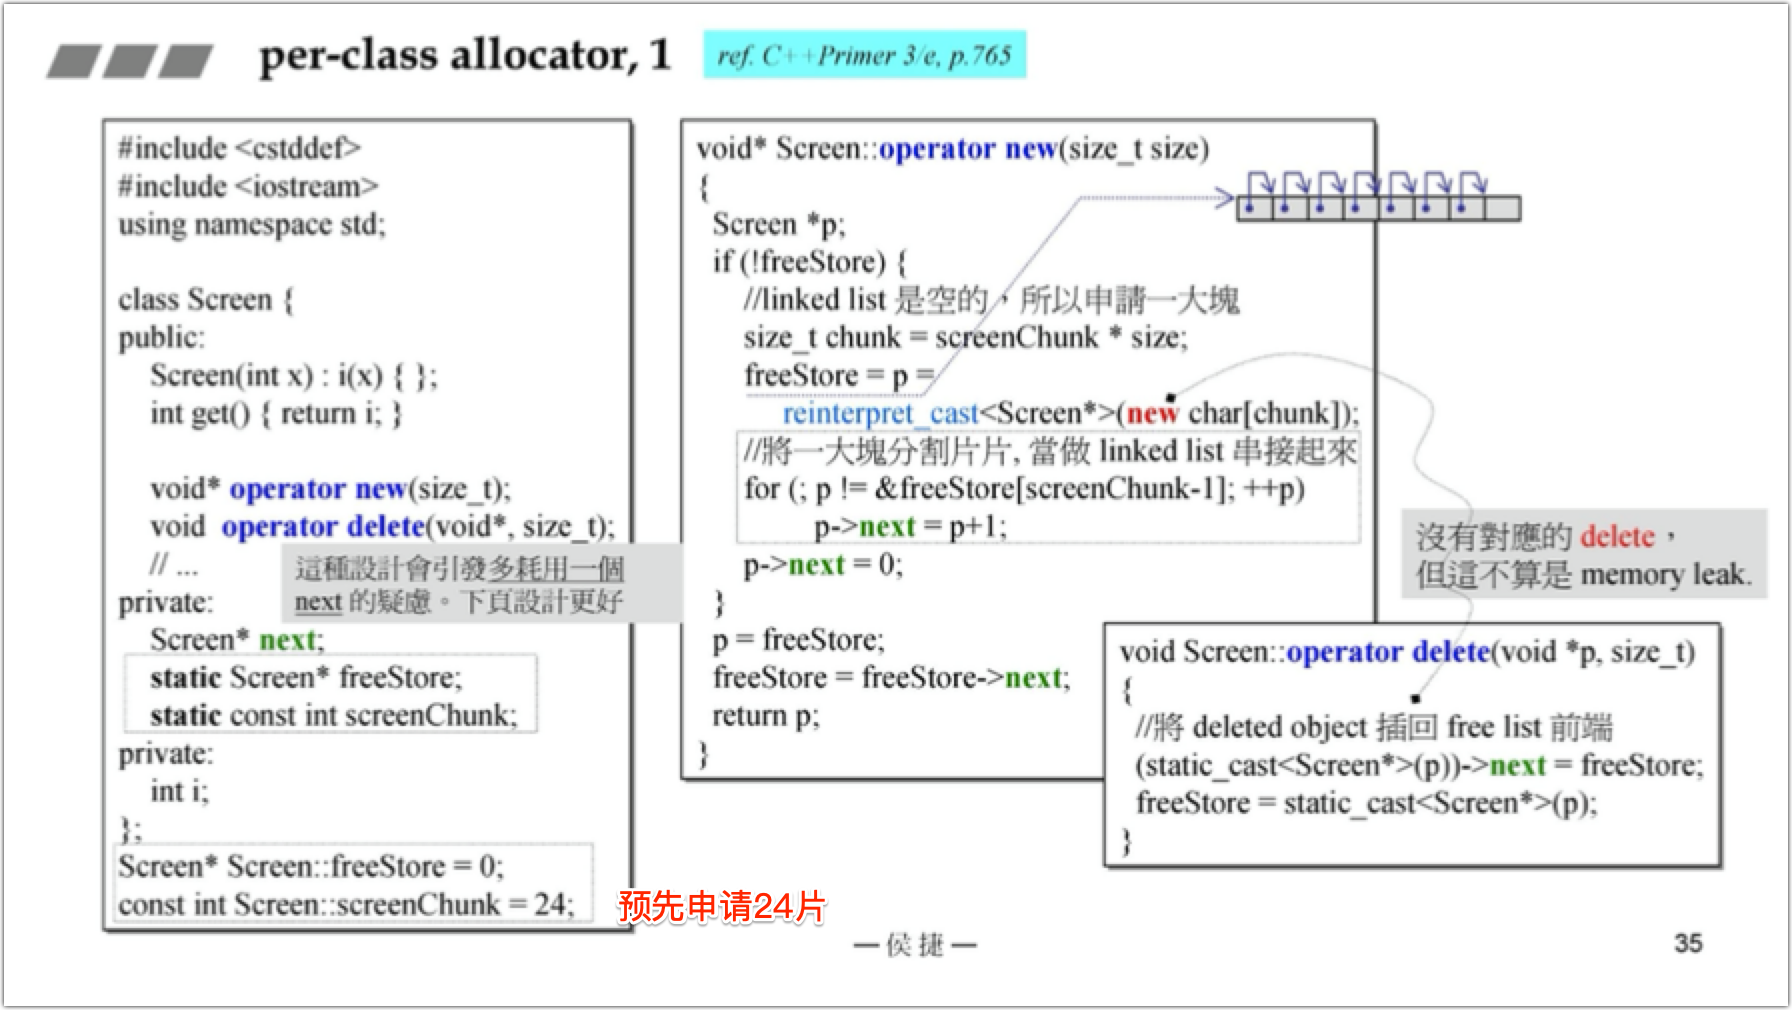 per-class allocator, 1
ref. C++Primer 3/e, p.765
#include <cstddef>
#include <iostream>
using namespace std;
class Screen {
public:
Screen(int x) : i(x) { };
int get() { return i; }
void* operator new(size_t);
void operator delete(void*, size_t);
// ...
這種設計會引發多耗用一個
next 的疑慮。下頁設計更好
private:
Screen* next;
static Screen* freeStore;
static const int screenChunk;
private:
int i;
};
Screen* Screen::freeStore = 0;
const int Screen::screenChunk = 24;
预先申请24片
void* Screen::operator new(size_t size)
{
Screen *p;
if (!freeStore) {
//linked list 是空的，所以申請一大塊
size_t chunk = screenChunk * size;
freeStore = p =
reinterpret_cast<Screen*>(new char[chunk]);
//將一大塊分割片片, 當做 linked list 串接起來
for (; p != &freeStore[screenChunk-1]; ++p)
p->next = p+1;
p->next = 0;
}
p = freeStore;
freeStore = freeStore->next;
return p;
}
沒有對應的 delete，
但這不算是 memory leak.
void Screen::operator delete(void *p, size_t)
{
//將 deleted object 插回 free list 前端
(static_cast<Screen*>(p))->next = freeStore;
freeStore = static_cast<Screen*>(p);
}
— 侯捷 —
35